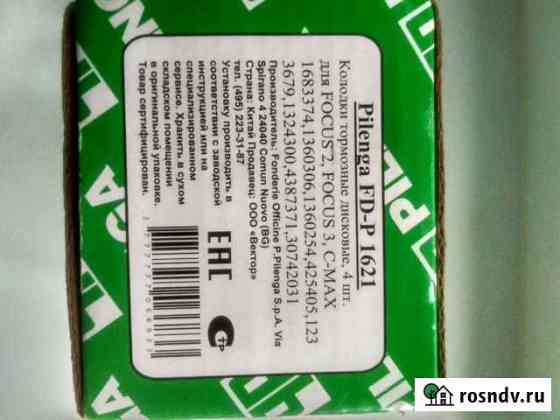 Pilenga FD-P 1621
Колодки тормозные дисковые, 4 шт.
для FOCUS 2, FOCUS 3, C-MAX
1683374,1360306,1360254,425405,123
3679,1324300,4387371,30742031
Производитель: Fonderie Officine P.Pilenga S.p.A. Via
Spirano 4 24040 Comun Nuovo (BG)
Страна: Китай Продавец: ООО «Вектор»
тел. (495) 223-31-87
Установку производить в
соответствии с заводской
инструкцией или на
специализированном
сервисе. Хранить в сухом
складском помещении
в оригинальной упаковке.
Товар сертифицирован.
ЕАС
СТР
rosndv.ru